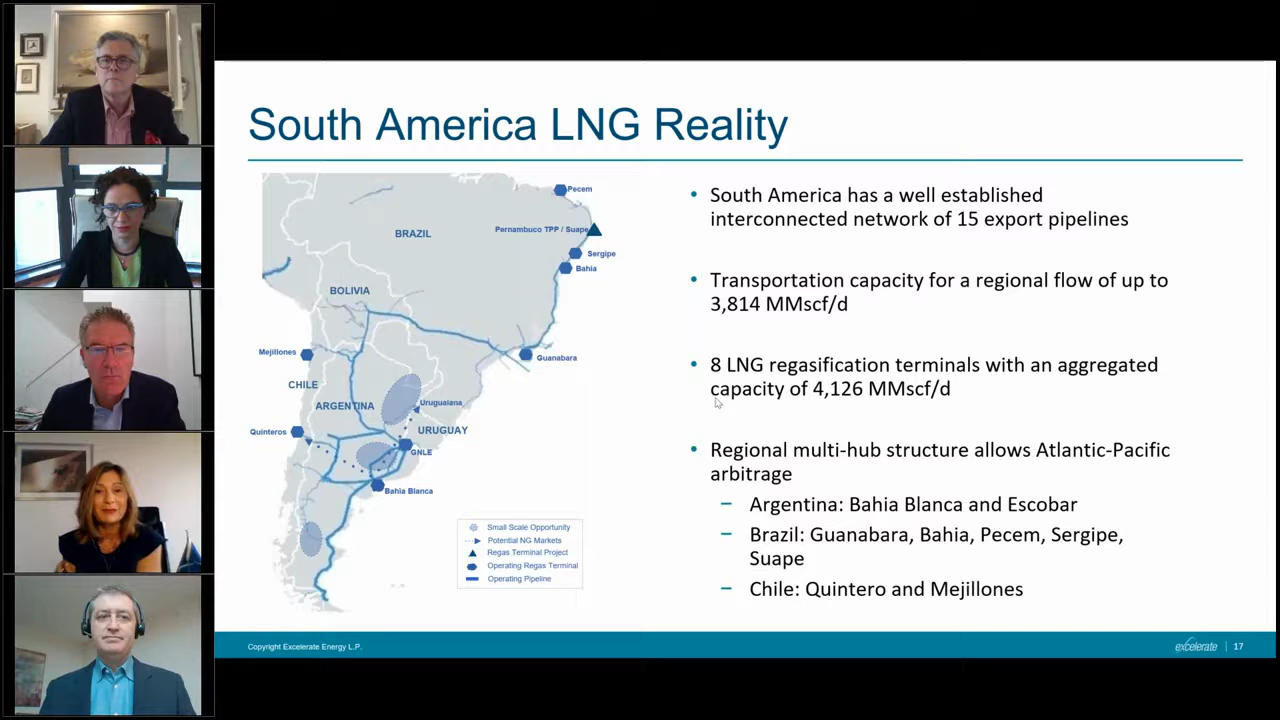 South America LNG Reality
Pecem
BRAZIL
Pernambuco TPP / Suape
Sergipe
Bahia
BOLIVIA
Mejillones
Guanabara
CHILE
ARGENTINA
Uruguaiana
Quinteros
URUGUAY
GNLE
Bahia Blanca
Small Scale Opportunity
Potential NG Markets
Regas Terminal Project
Operating Regas Terminal
Operating Pipeline
• South America has a well established
interconnected network of 15 export pipelines
• Transportation capacity for a regional flow of up to
3,814 MMscf/d
• 8 LNG regasification terminals with an aggregated
capacity of 4,126 MMscf/d
• Regional multi-hub structure allows Atlantic-Pacific
arbitrage
– Argentina: Bahia Blanca and Escobar
– Brazil: Guanabara, Bahia, Pecem, Sergipe,
Suape
– Chile: Quintero and Mejillones
Copyright Excelerate Energy L.P.
excelerate | 17